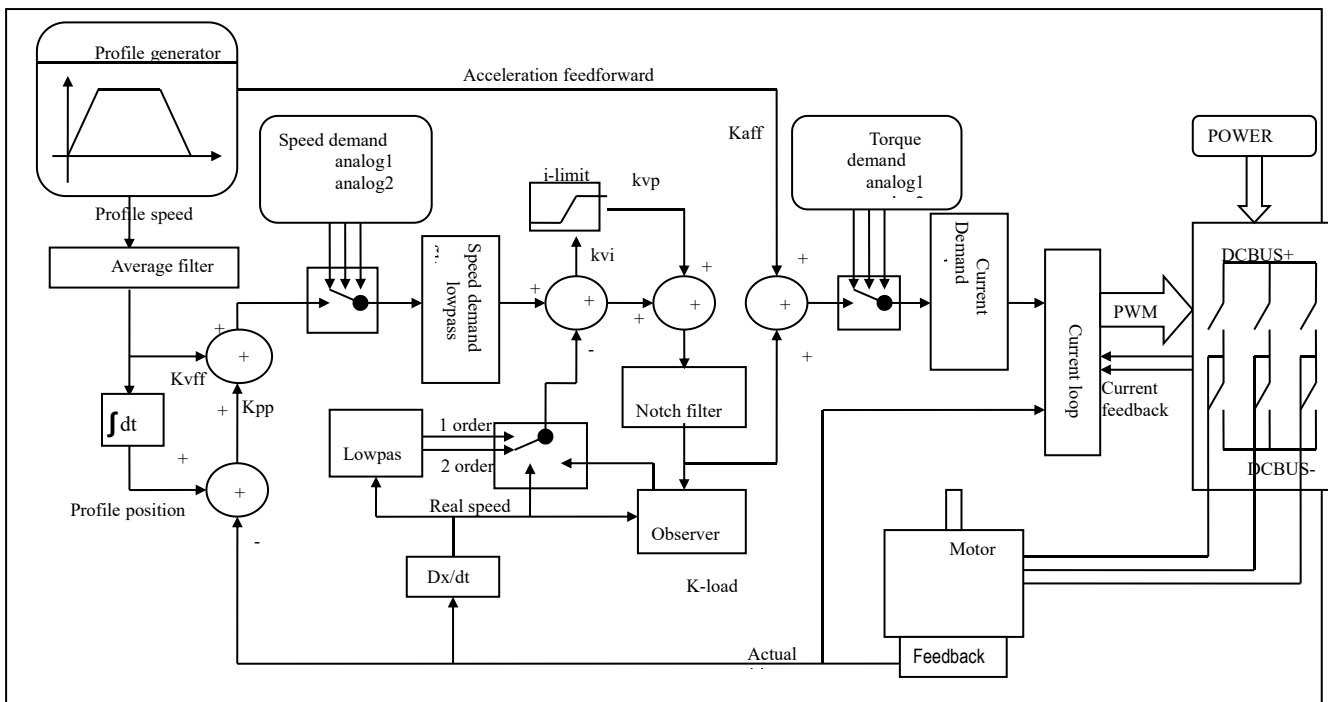 Profile generator
Acceleration feedforward
Kaff
Speed demand
analog1
analog2
Torque
demand
analog1
POWER
i-limit
kvp
kvi
Profile speed
Average filter
Speed demand
lowpass
Current
Demand
DCBUS+
PWM
Current loop
Current
feedback
DCBUS-
+
+
Kvff
+
Kpp
∫dt
+
+
-
Profile position
+
+
-
+
+
+
+
+
+
Notch filter
Lowpas
1 order
2 order
Real speed
Observer
K-load
Dx/dt
Motor
Feedback
Actual